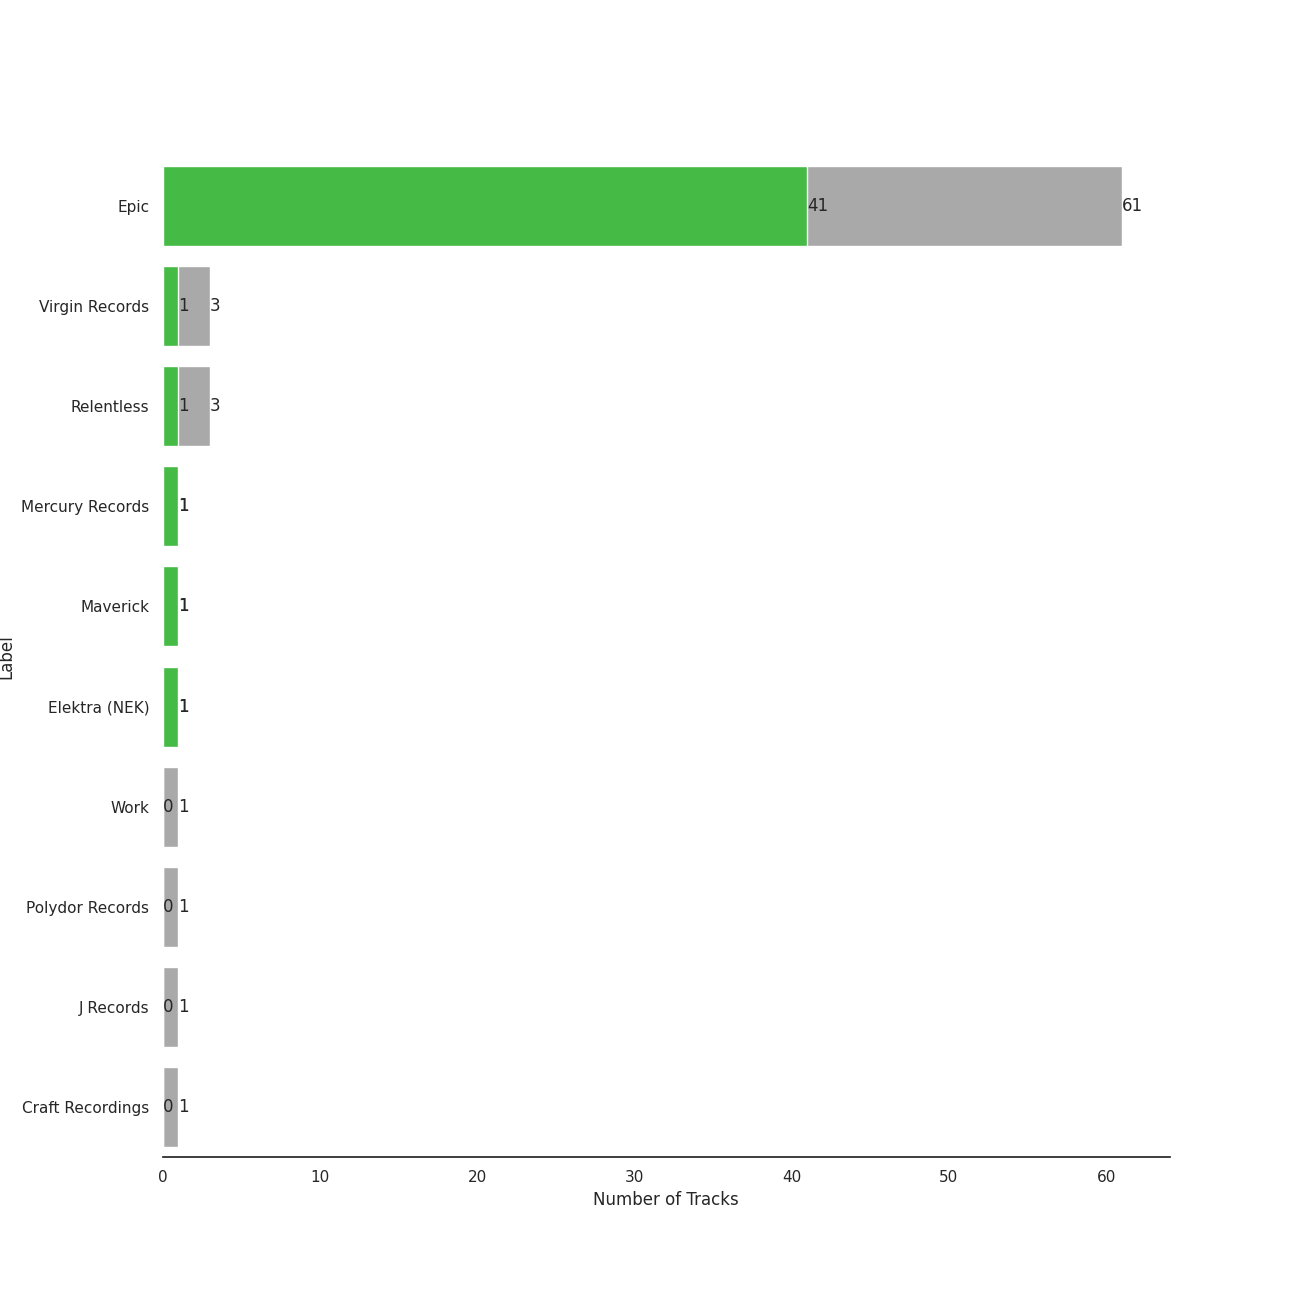 Epic 41 61
Virgin Records 1 3
Relentless 1 3
Mercury Records 1
Maverick 1
Label
Elektra (NEK) 1
Work 0 1
Polydor Records 0 1
J Records 0 1
Craft Recordings 0 1
0 10 20 30 40 50 60
Number of Tracks